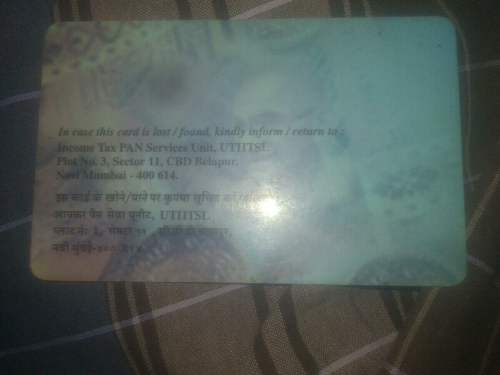 In case this card is lost / found, kindly inform / return to :
Income Tax PAN Services Unit, UTIITSL
Plot No. 3, Sector 11, CBD Belapur,
Navi Mumbai - 400 614.
इस कार्ड के खोने/पाने पर कृपया सूचित करें/
आयकर पैन सेवा यूनीट, UTIITSL
प्लाट नं: ३, सेक्टर ११, बेलापुर,
नवी मुंबई-४०० ६१४.